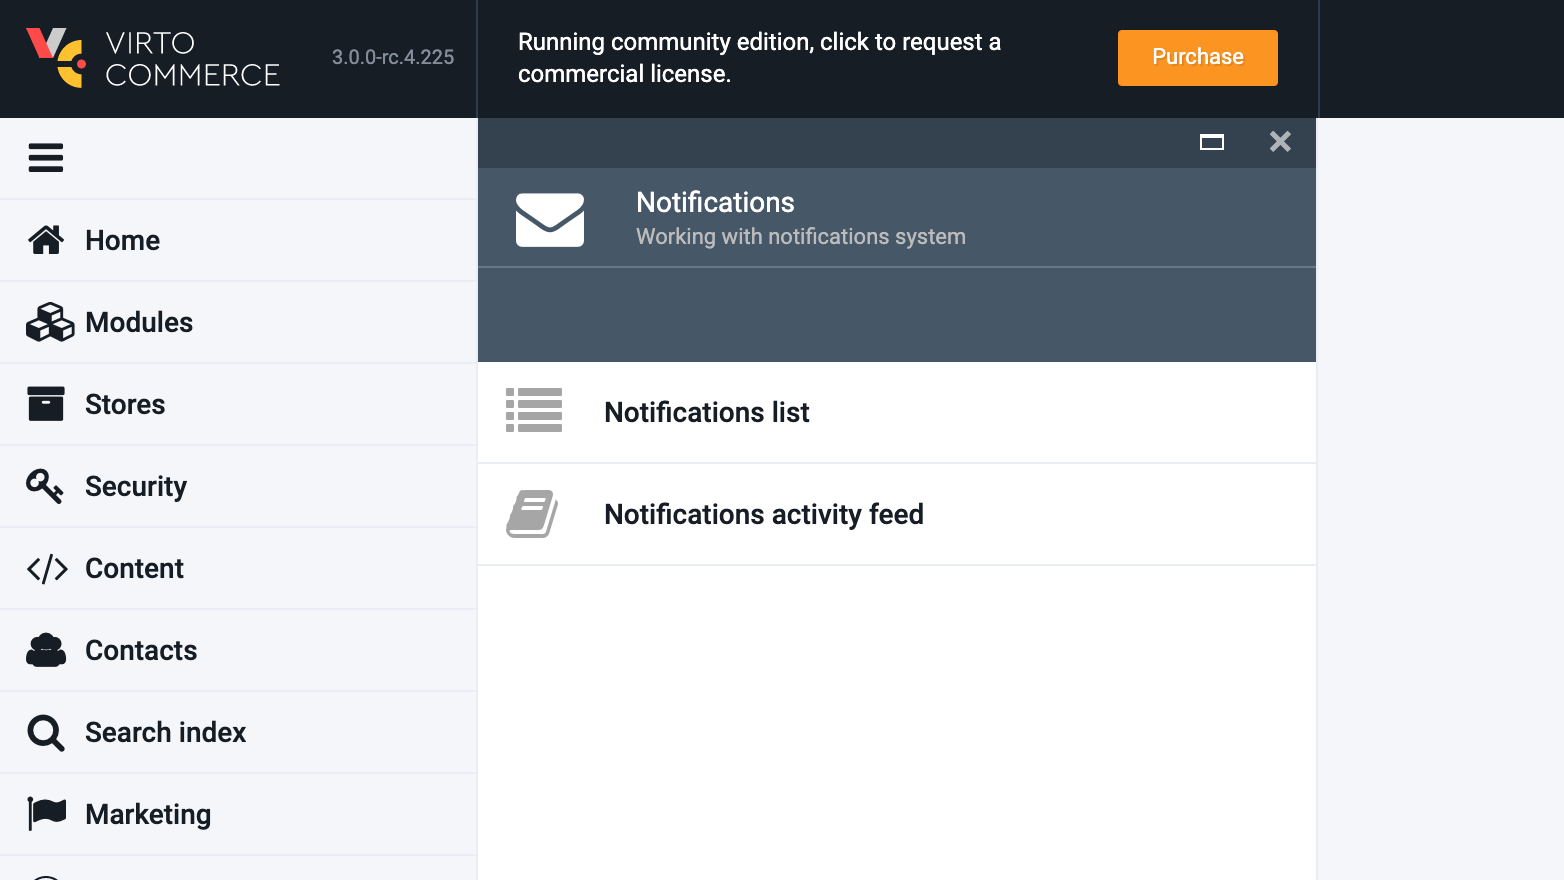 VIRTO
COMMERCE
3.0.0-rc.4.225
Running community edition, click to request a
commercial license.
Purchase
Home
Modules
Stores
Security
Content
Contacts
Search index
Marketing
Notifications
Working with notifications system
Notifications list
Notifications activity feed